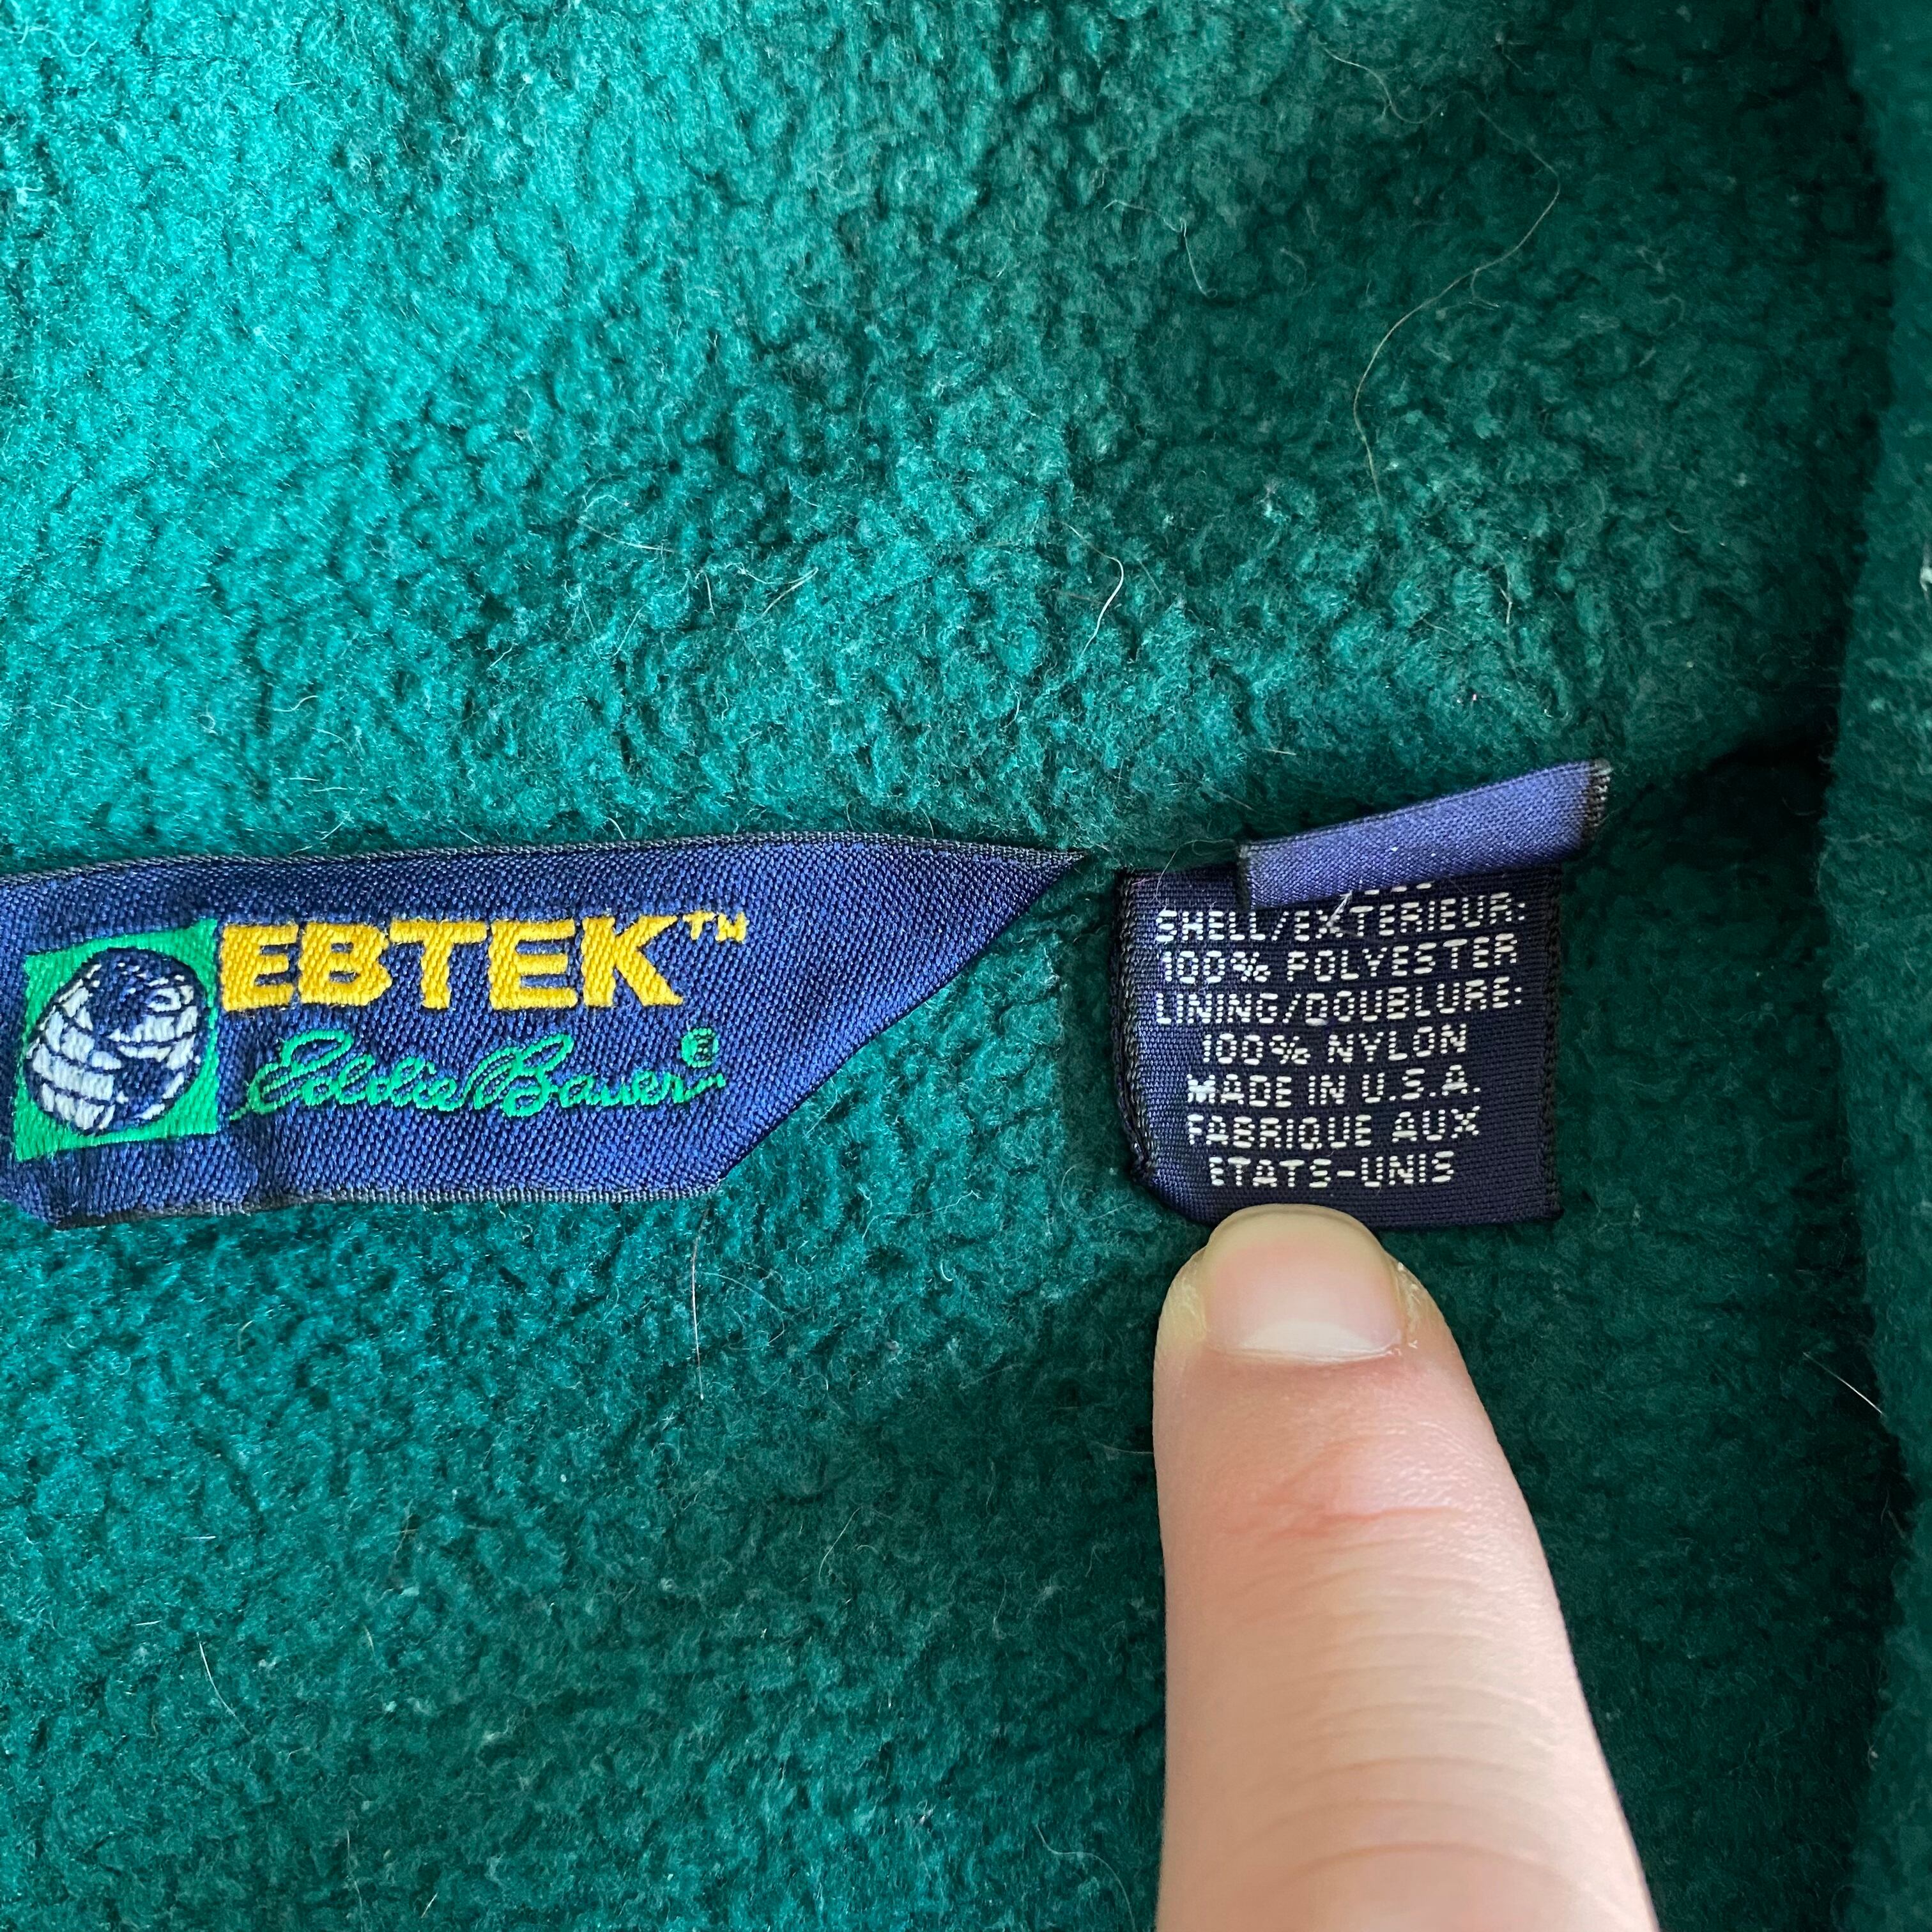 EBTEK™
Eddie Bauer
SHELL/EXTERIEUR:
100% POLYESTER
LINING/DOUBLURE:
100% NYLON
MADE IN U.S.A.
FABRIQUE AUX
ETATS-UNIS